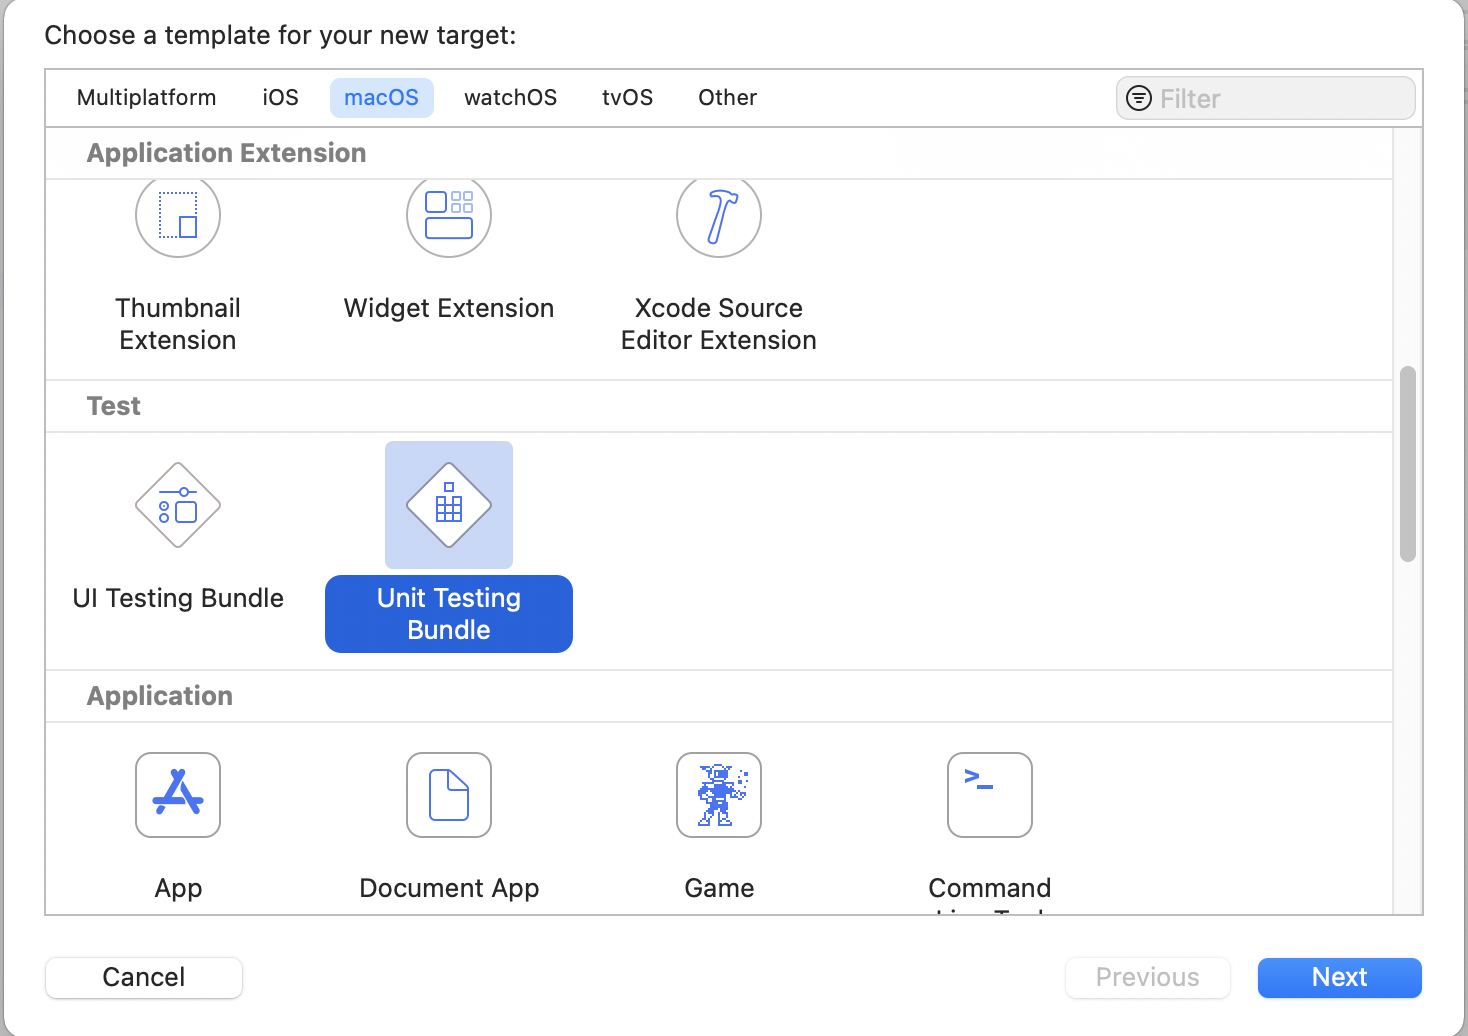 Choose a template for your new target:
Multiplatform iOS macOS watchOS tvOS Other Filter
Application Extension
Thumbnail Extension
Widget Extension
Xcode Source
Editor Extension
Test
UI Testing Bundle
Unit Testing
Bundle
Application
>_
App
Document App
Game
Command
Cancel
Previous
Next